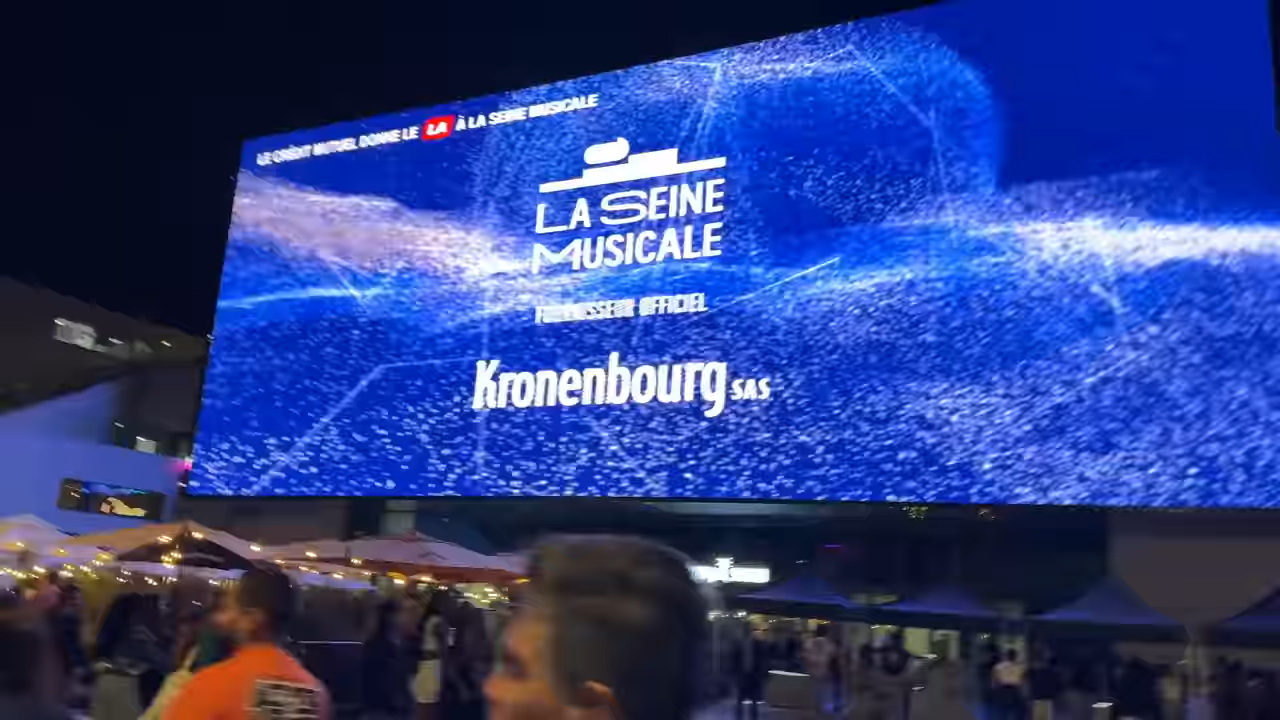 LE CRÉDIT MUTUEL DONNE LE LA À LA SEINE MUSICALE
LA SEINE
MUSICALE
FOURNISSEUR OFFICIEL
Kronenbourg SAS